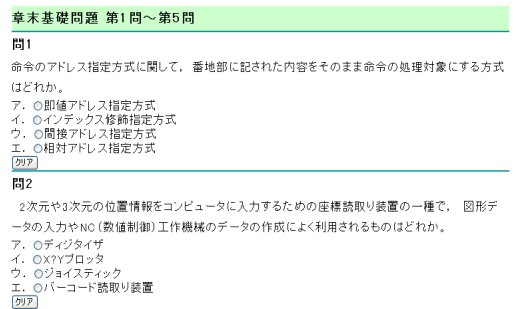 章末基礎問題 第1問～第5問
問1
命令のアドレス指定方式に関して，番地部に記された内容をそのまま命令の処理対象にする方式
はどれか。
ア．即値アドレス指定方式
イ．インデックス修飾指定方式
ウ．間接アドレス指定方式
エ．相対アドレス指定方式
クリア
問2
2次元や3次元の位置情報をコンピュータに入力するための座標読取り装置の一種で， 図形デ
ータの入力やNC(数値制御)工作機械のデータの作成によく利用されるものはどれか。
ア．ディジタイザ
イ．X?Yプロッタ
ウ．ジョイスティック
エ．バーコード読取り装置
クリア